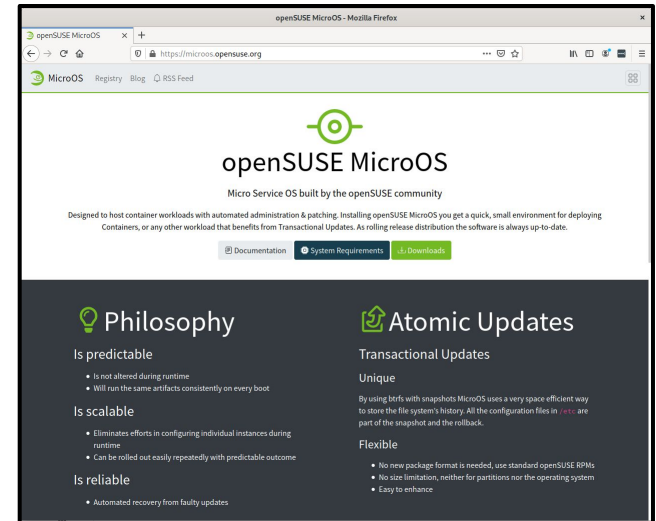 openSUSE MicroOS - Mozilla Firefox
×
openSUSE MicroOS
×
+
https://microos.opensuse.org
MicroOS
Registry
Blog
RSS Feed
openSUSE MicroOS
Micro Service OS built by the openSUSE community
Designed to host container workloads with automated administration & patching. Installing openSUSE MicroOS you get a quick, small environment for deploying
Containers, or any other workload that benefits from Transactional Updates. As rolling release distribution the software is always up-to-date.
Documentation
System Requirements
Downloads
Philosophy
Is predictable
• Is not altered during runtime
• Will run the same artifacts consistently on every boot
Is scalable
• Eliminates efforts in configuring individual instances during
runtime
• Can be rolled out easily repeatedly with predictable outcome
Is reliable
• Automated recovery from faulty updates
Atomic Updates
Transactional Updates
Unique
By using btrfs with snapshots MicroOS uses a very space efficient way
to store the file system's history. All the configuration files in /etc are
part of the snapshot and the rollback.
Flexible
• No new package format is needed, use standard openSUSE RPMs
• No size limitation, neither for partitions nor the operating system
• Easy to enhance